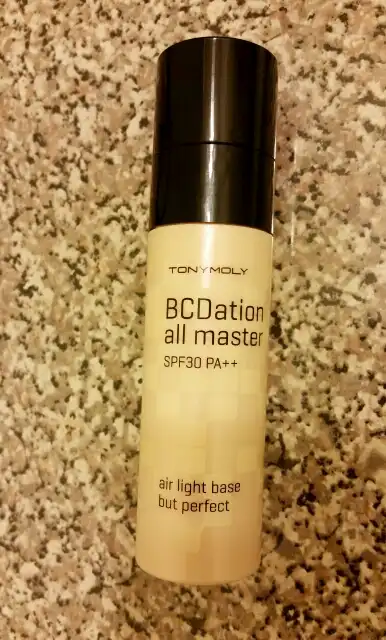 TONYMOLY
BCDation
all master
SPF30 PA++
air light base
but perfect